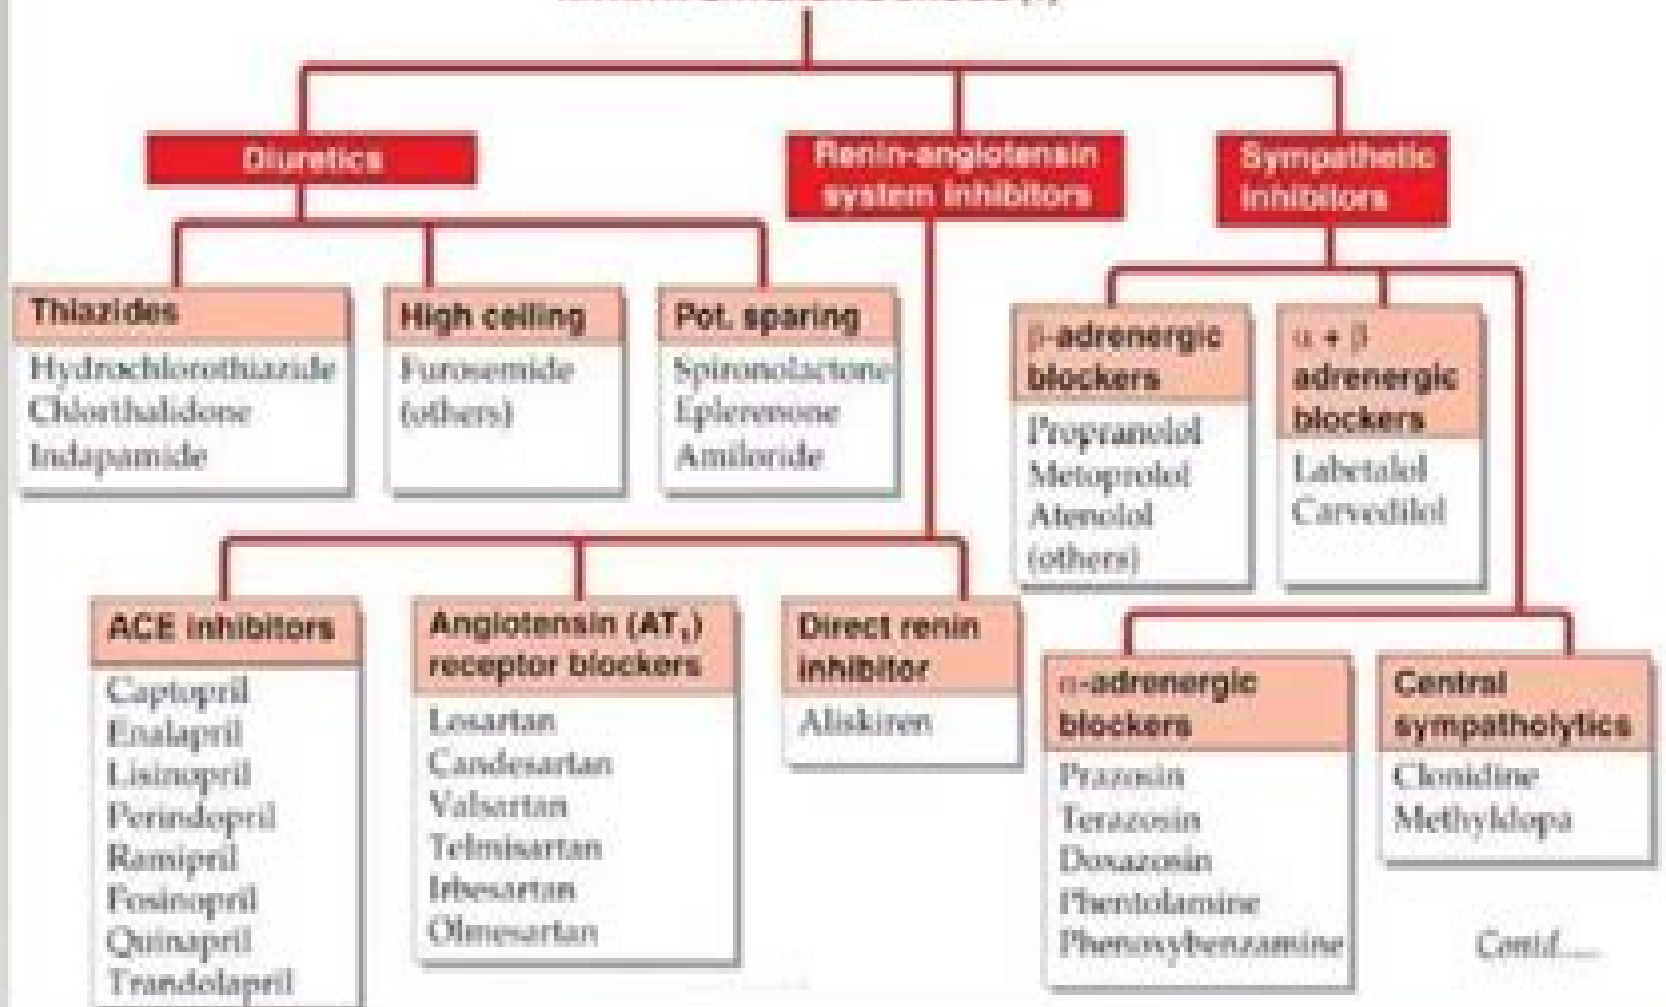 Diuretics
Renin-angiotensin
system inhibitors
Sympathetic
inhibitors
Thiazides
Hydrochlorothiazide
Chlorthalidone
Indapamide
High ceiling
Furosemide
(others)
Pot. sparing
Spironolactone
Eplerenone
Amiloride
β-adrenergic
blockers
Propranolol
Metoprolol
Atenolol
(others)
α + β
adrenergic
blockers
Labetalol
Carvedilol
ACE inhibitors
Captopril
Enalapril
Lisinopril
Perindopril
Ramipril
Fosinopril
Quinapril
Trandolapril
Angiotensin (AT₁)
receptor blockers
Losartan
Candesartan
Valsartan
Telmisartan
Irbesartan
Olmesartan
Direct renin
inhibitor
Aliskiren
α-adrenergic
blockers
Prazosin
Terazosin
Doxazosin
Phentolamine
Phenoxybenzamine
Central
sympatholytics
Clonidine
Methyldopa
Contd.....